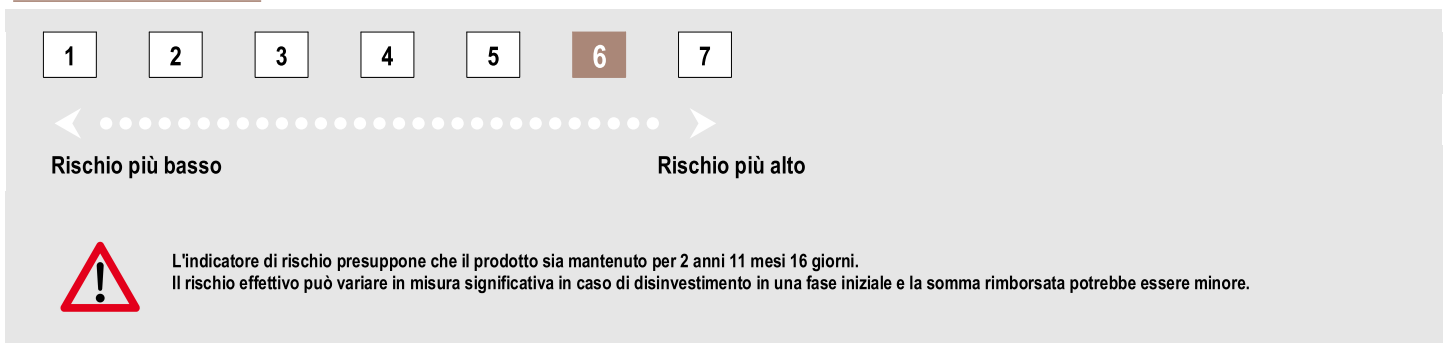 1 2 3 4 5 6 7
Rischio più basso Rischio più alto
L'indicatore di rischio presuppone che il prodotto sia mantenuto per 2 anni 11 mesi 16 giorni.
Il rischio effettivo può variare in misura significativa in caso di disinvestimento in una fase iniziale e la somma rimborsata potrebbe essere minore.